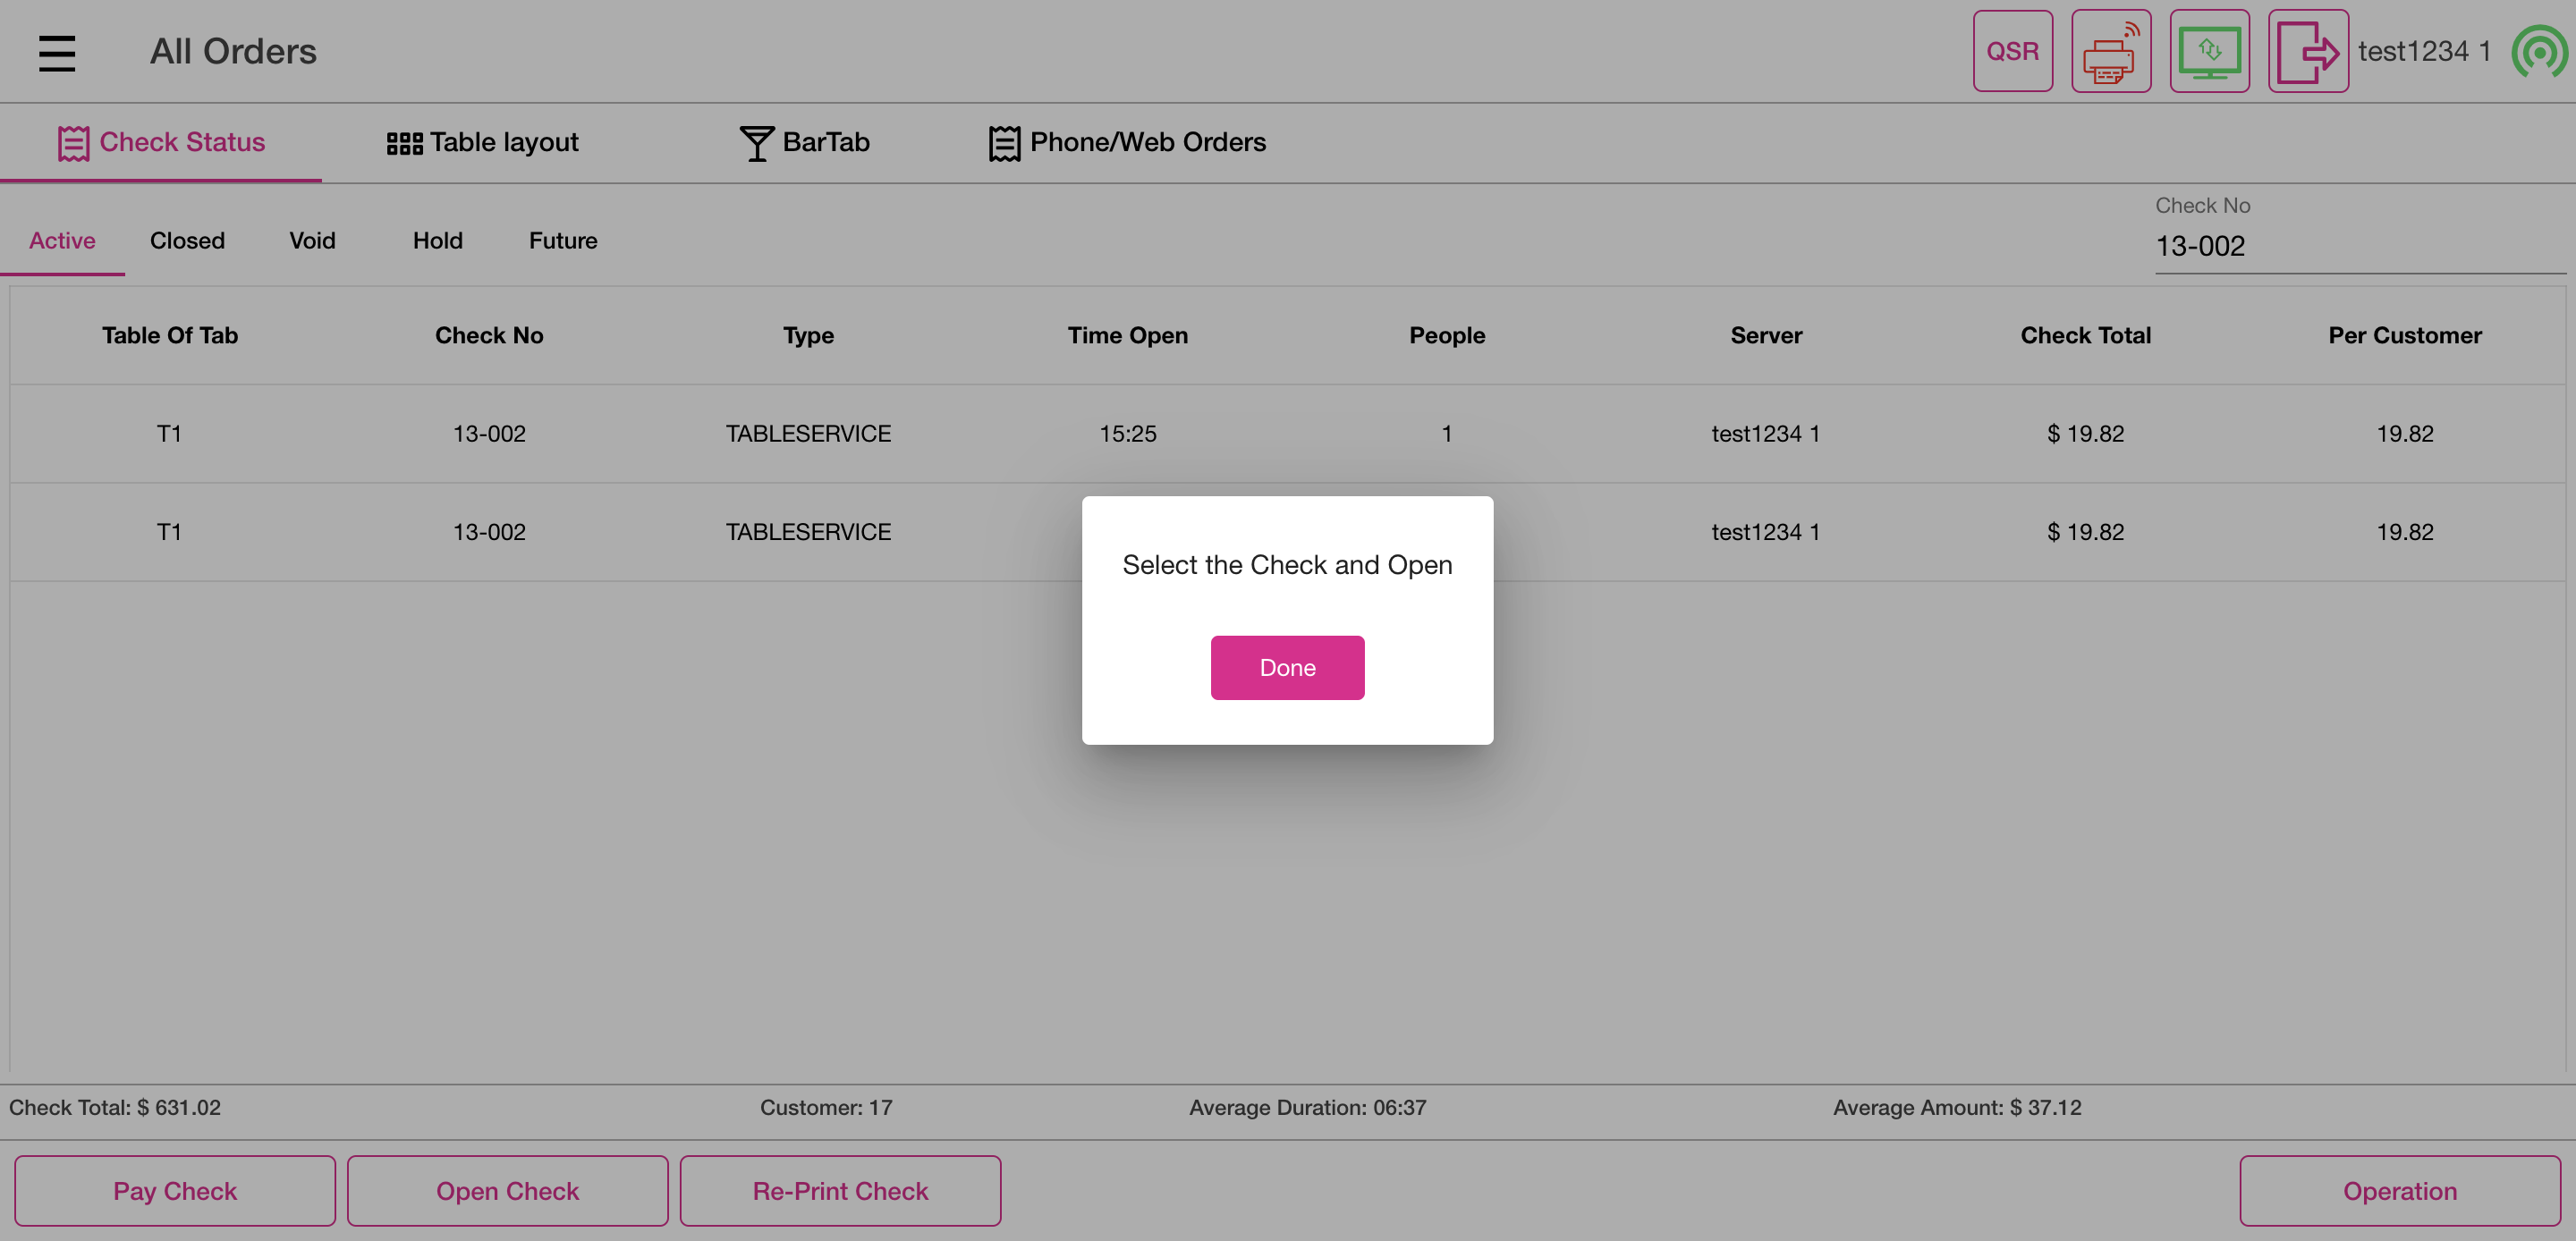 All Orders
QSR
test1234 1
Check Status
Table layout
BarTab
Phone/Web Orders
Active
Closed
Void
Hold
Future
Check No
13-002
Table Of Tab Check No Type Time Open People Server Check Total Per Customer
T1 13-002 TABLESERVICE 15:25 1 test1234 1 $ 19.82 19.82
T1 13-002 TABLESERVICE test1234 1 $ 19.82 19.82
Select the Check and Open
Done
Check Total: $ 631.02 Customer: 17 Average Duration: 06:37 Average Amount: $ 37.12
Pay Check
Open Check
Re-Print Check
Operation